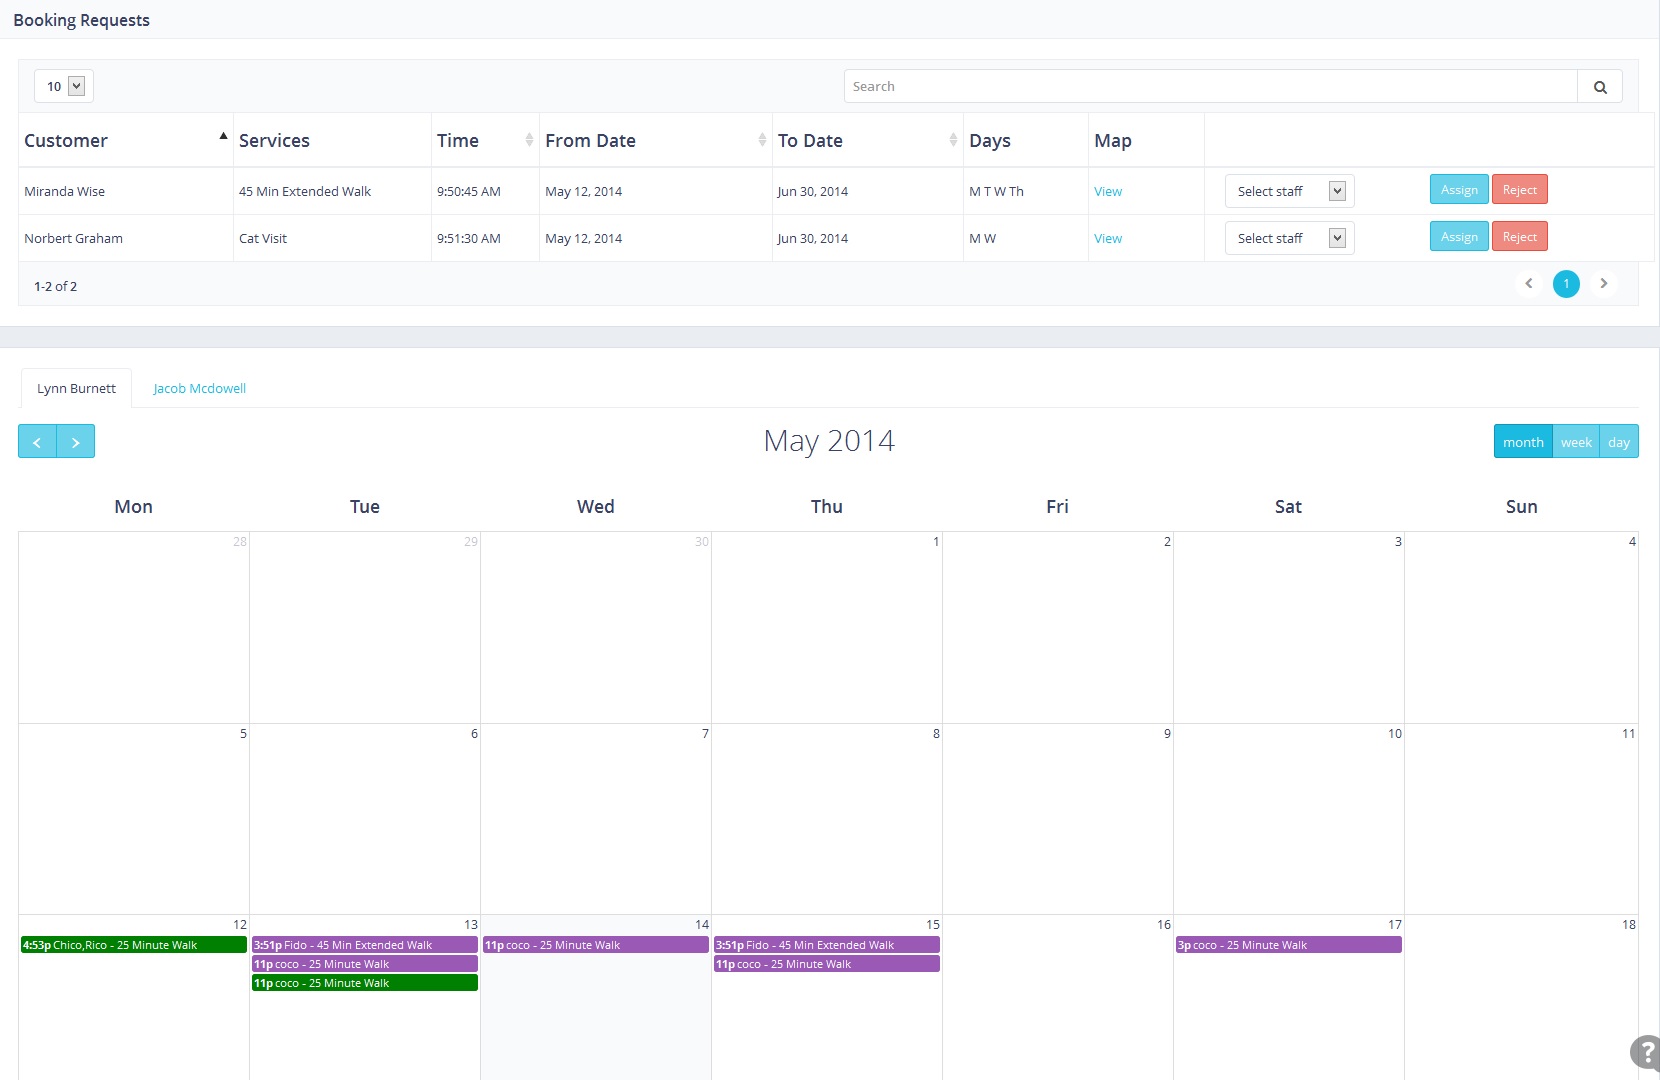 Booking Requests
10 Search
Customer Services Time From Date To Date Days Map
Miranda Wise 45 Min Extended Walk 9:50:45 AM May 12, 2014 Jun 30, 2014 M T W Th View Select staff Assign Reject
Norbert Graham Cat Visit 9:51:30 AM May 12, 2014 Jun 30, 2014 M W View Select staff Assign Reject
1-2 of 2 < 1 >
Lynn Burnett Jacob Mcdowell
< > May 2014 month week day
Mon Tue Wed Thu Fri Sat Sun
28 29 30 1 2 3 4
5 6 7 8 9 10 11
12 13 14 15 16 17 18
4:53p Chico,Rico - 25 Minute Walk 3:51p Fido - 45 Min Extended Walk 11p coco - 25 Minute Walk 3:51p Fido - 45 Min Extended Walk 3p coco - 25 Minute Walk
11p coco - 25 Minute Walk 11p coco - 25 Minute Walk
11p coco - 25 Minute Walk
?